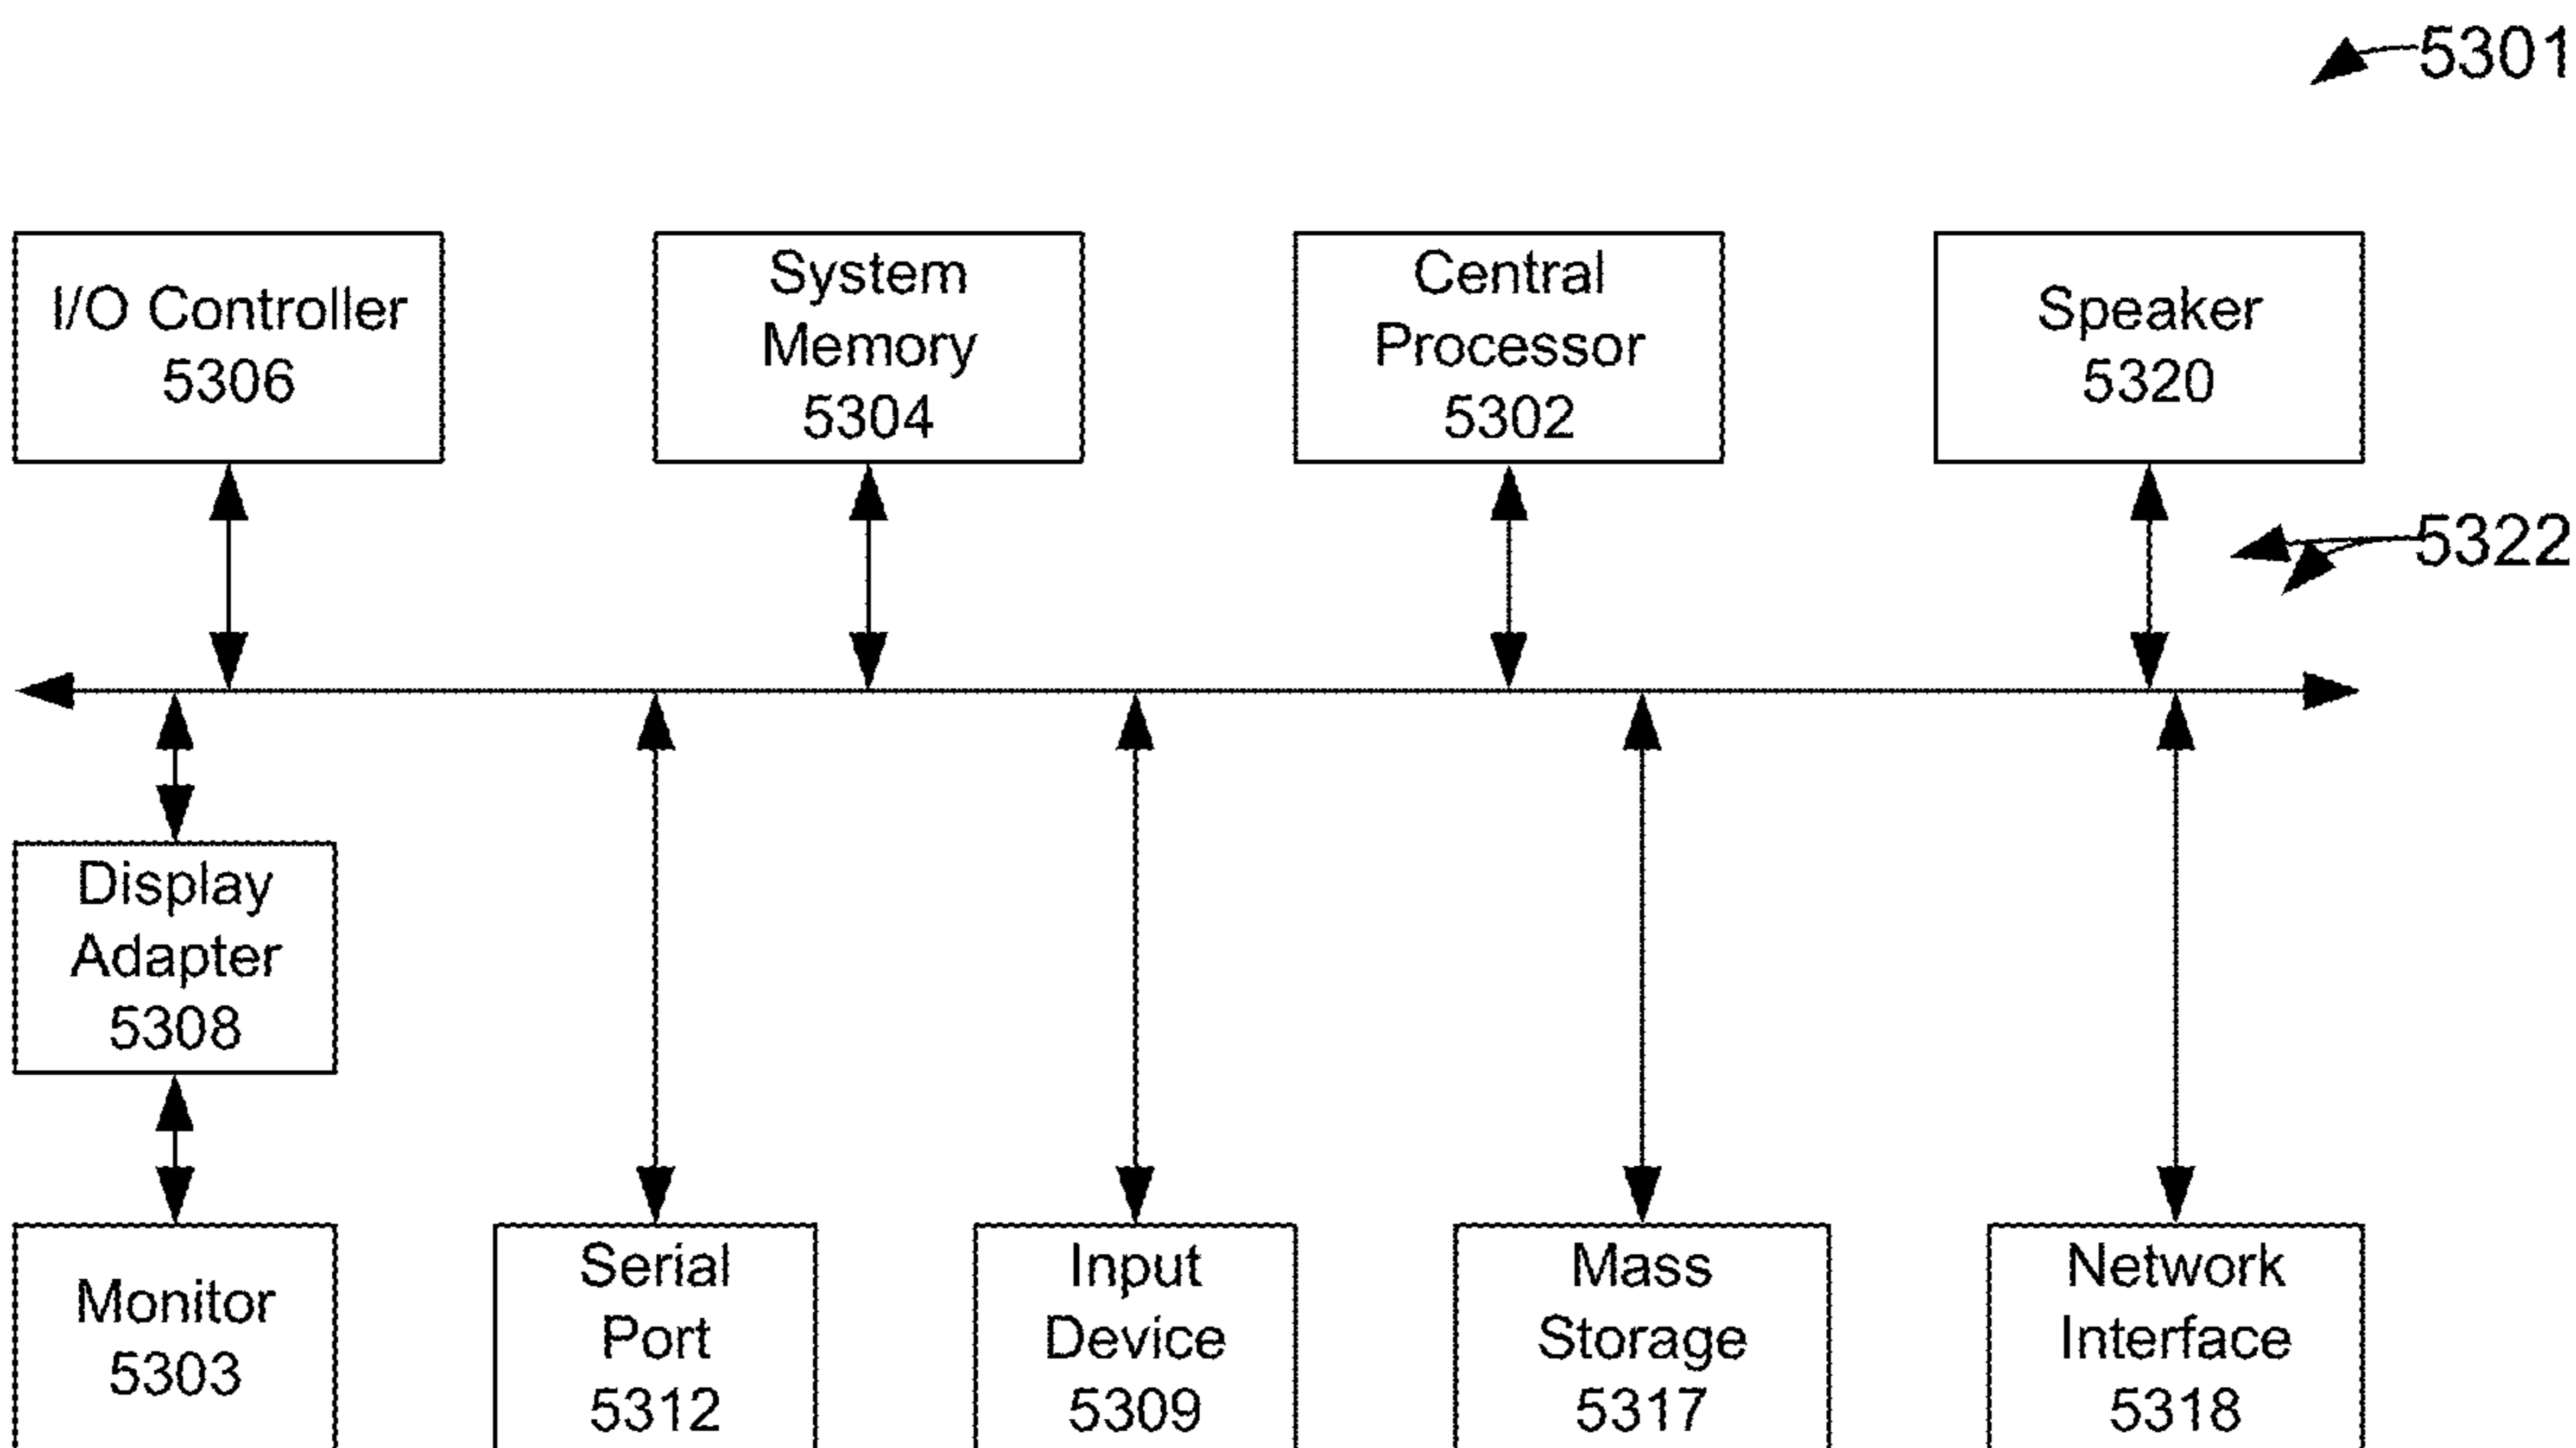 5301
I/O Controller
5306
System
Memory
5304
Central
Processor
5302
Speaker
5320
5322
Display
Adapter
5308
Monitor
5303
Serial
Port
5312
Input
Device
5309
Mass
Storage
5317
Network
Interface
5318